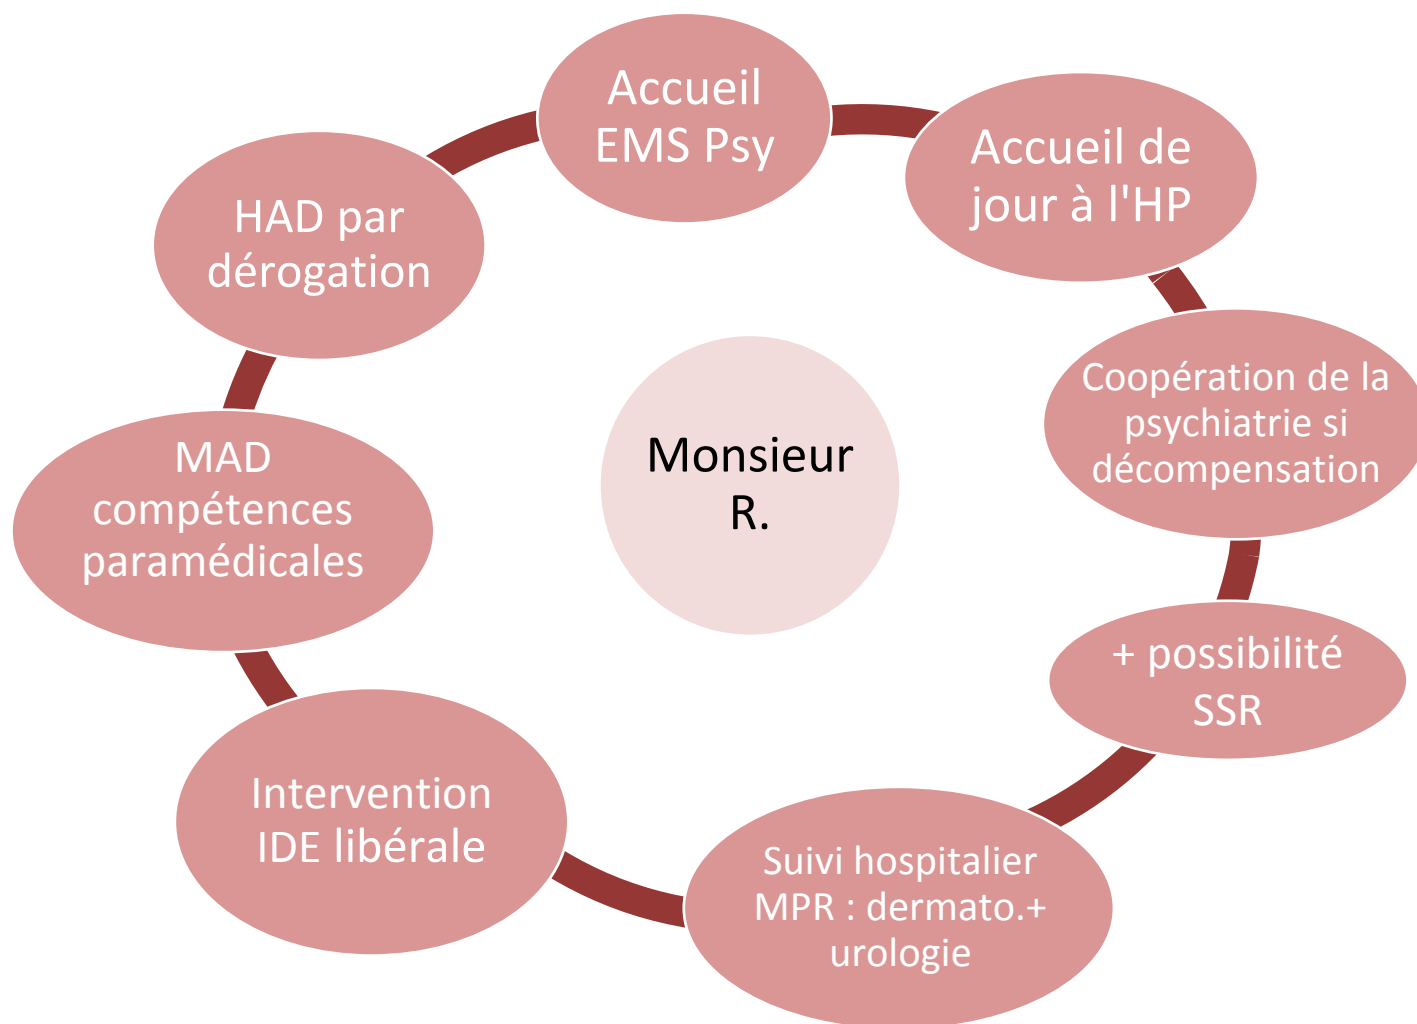 Accueil
EMS Psy
Accueil de
jour à l'HP
Coopération de la
psychiatrie si
décompensation
+ possibilité
SSR
Suivi hospitalier
MPR : dermato.+
urologie
Intervention
IDE libérale
MAD
compétences
paramédicales
HAD par
dérogation
Monsieur
R.